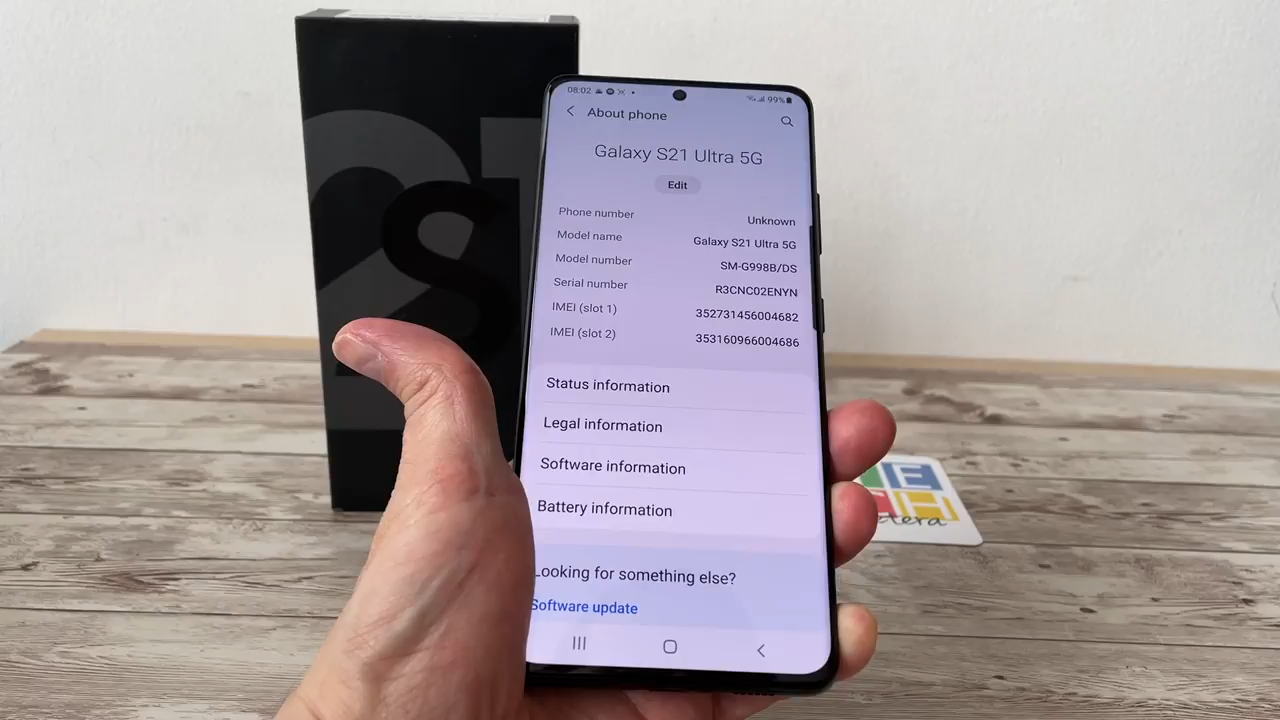 21
S
08:02
99%
About phone
Galaxy S21 Ultra 5G
Edit
Phone number Unknown
Model name Galaxy S21 Ultra 5G
Model number SM-G998B/DS
Serial number R3CNC02ENYN
IMEI (slot 1) 352731456004682
IMEI (slot 2) 353160966004686
Status information
Legal information
Software information
Battery information
Looking for something else?
Software update
E
H
etera